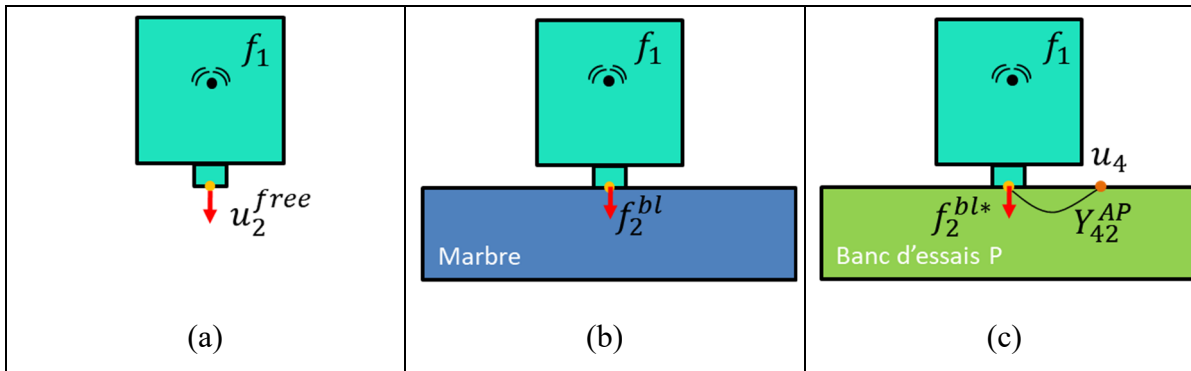 f₁
u₂ᶠʳᵉᵉ
(a)
f₁
f₂ᵇˡ
Marbre
(b)
f₁
u₄
f₂ᵇˡ*
Y₄₂ᴬᴾ
Banc d'essais P
(c)